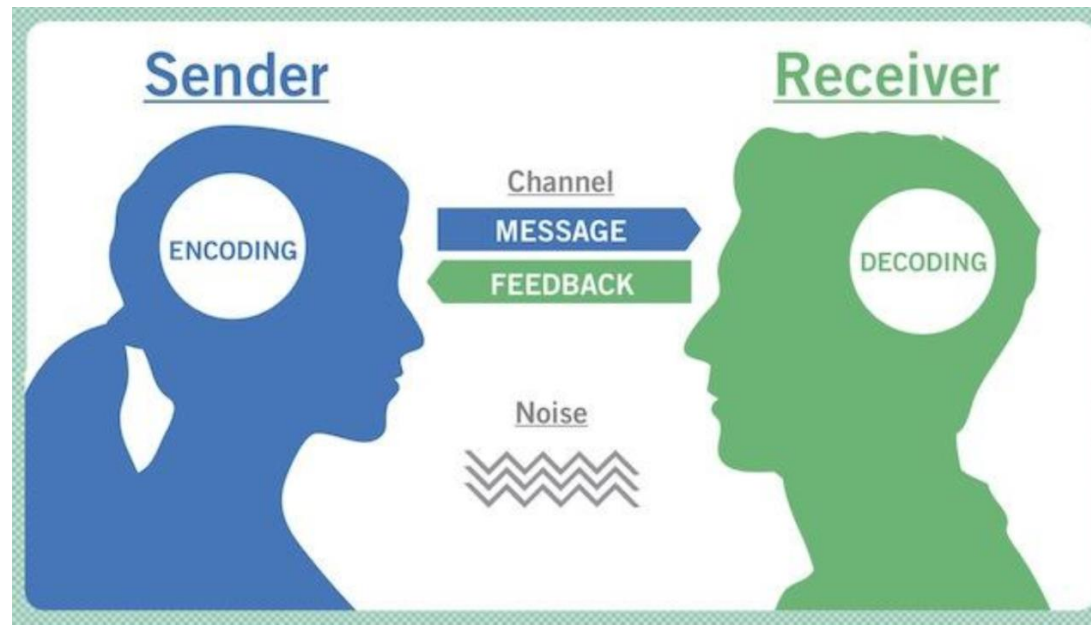 Sender
Receiver
Channel
MESSAGE
FEEDBACK
ENCODING
DECODING
Noise